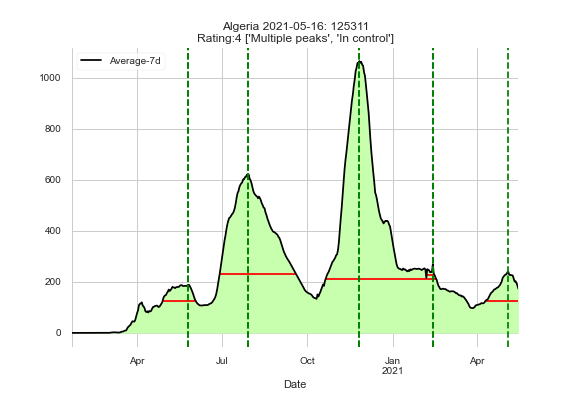 Algeria 2021-05-16: 125311
Rating:4 ['Multiple peaks', 'In control']
Average-7d
1000
800
600
400
200
0
Apr
Jul
Oct
Jan
2021
Apr
Date